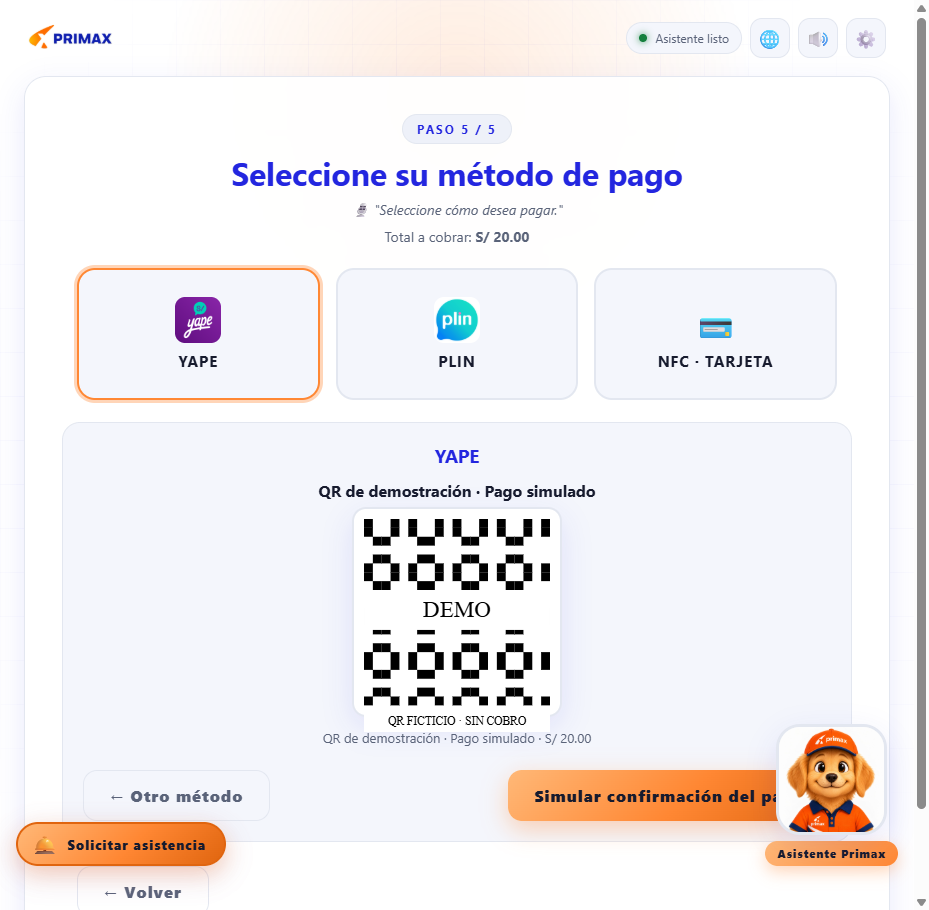 PRIMAX
Asistente listo
PASO 5 / 5
Seleccione su método de pago
"Seleccione cómo desea pagar."
Total a cobrar: S/ 20.00
yape
YAPE
plin
PLIN
NFC · TARJETA
YAPE
QR de demostración · Pago simulado
DEMO
QR FICTICIO · SIN COBRO
QR de demostración · Pago simulado · S/ 20.00
← Otro método
Simular confirmación del pa
primax
Solicitar asistencia
Asistente Primax
← Volver